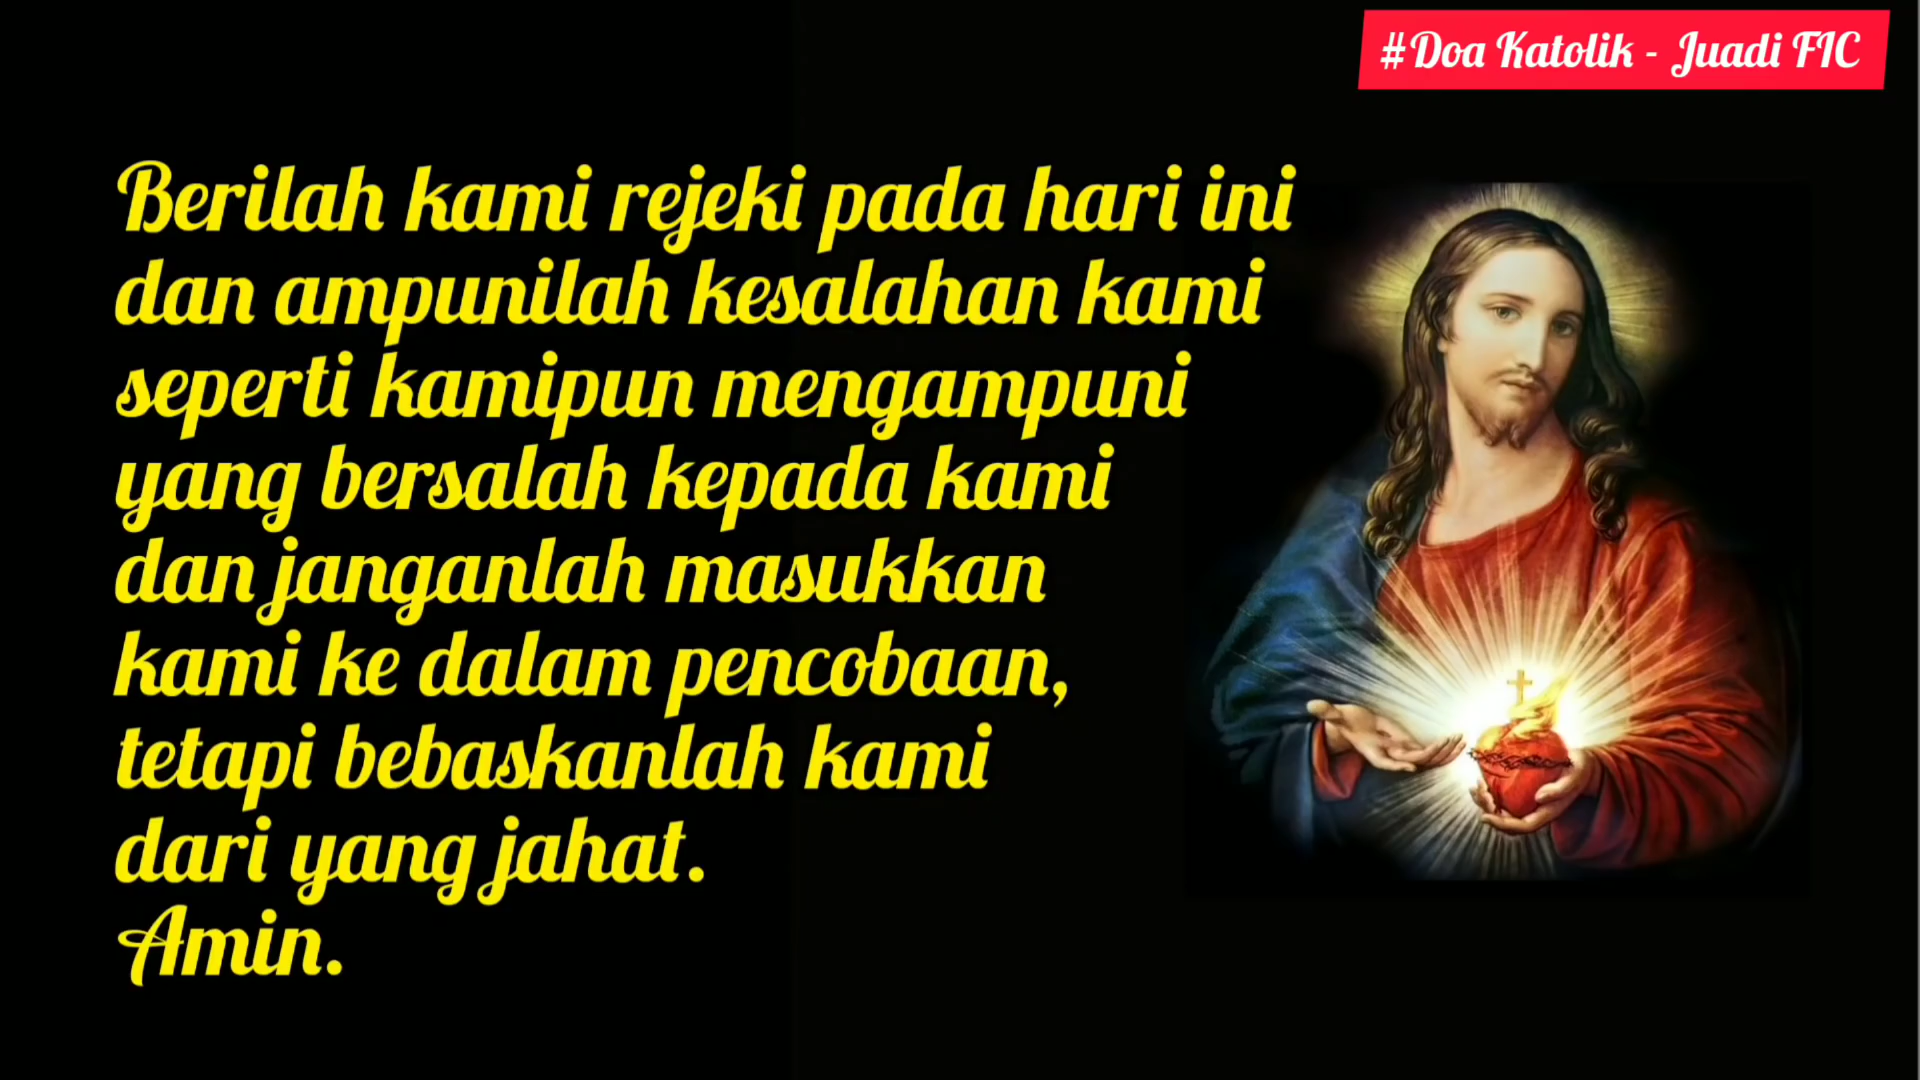 #Doa Katolik - Juadi FIC
Berilah kami rejeki pada hari ini
dan ampunilah kesalahan kami
seperti kamipun mengampuni
yang bersalah kepada kami
dan janganlah masukkan
kami ke dalam pencobaan,
tetapi bebaskanlah kami
dari yang jahat.
Amin.